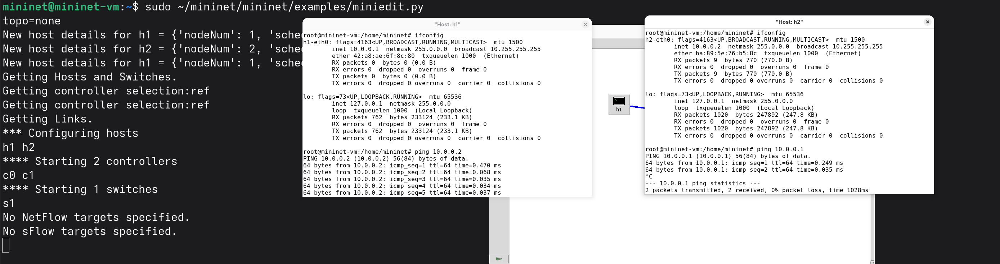 mininet@mininet-vm:~$ sudo ~/mininet/mininet/examples/miniedit.py
topo=none
New host details for h1 = {'nodeNum': 1, 'sched
New host details for h2 = {'nodeNum': 2, 'sched
New host details for h1 = {'nodeNum': 1, 'sched
Getting Hosts and Switches.
Getting controller selection:ref
Getting controller selection:ref
Getting Links.
*** Configuring hosts
h1 h2
**** Starting 2 controllers
c0 c1
**** Starting 1 switches
s1
No NetFlow targets specified.
No sFlow targets specified.
"Host: h1"
root@mininet-vm:/home/mininet# ifconfig
h1-eth0: flags=4163<UP,BROADCAST,RUNNING,MULTICAST>  mtu 1500
        inet 10.0.0.1  netmask 255.0.0.0  broadcast 10.255.255.255
        ether 42:a8:ae:6f:8c:80  txqueuelen 1000  (Ethernet)
        RX packets 0  bytes 0 (0.0 B)
        RX errors 0  dropped 0  overruns 0  frame 0
        TX packets 0  bytes 0 (0.0 B)
        TX errors 0  dropped 0 overruns 0  carrier 0  collisions 0
lo: flags=73<UP,LOOPBACK,RUNNING>  mtu 65536
        inet 127.0.0.1  netmask 255.0.0.0
        loop  txqueuelen 1000  (Local Loopback)
        RX packets 762  bytes 233124 (233.1 KB)
        RX errors 0  dropped 0  overruns 0  frame 0
        TX packets 762  bytes 233124 (233.1 KB)
        TX errors 0  dropped 0 overruns 0  carrier 0  collisions 0
root@mininet-vm:/home/mininet# ping 10.0.0.2
PING 10.0.0.2 (10.0.0.2) 56(84) bytes of data.
64 bytes from 10.0.0.2: icmp_seq=1 ttl=64 time=0.470 ms
64 bytes from 10.0.0.2: icmp_seq=2 ttl=64 time=0.068 ms
64 bytes from 10.0.0.2: icmp_seq=3 ttl=64 time=0.035 ms
64 bytes from 10.0.0.2: icmp_seq=4 ttl=64 time=0.034 ms
64 bytes from 10.0.0.2: icmp_seq=5 ttl=64 time=0.037 ms
h1
Run
"Host: h2"
root@mininet-vm:/home/mininet# ifconfig
h2-eth0: flags=4163<UP,BROADCAST,RUNNING,MULTICAST>  mtu 1500
        inet 10.0.0.2  netmask 255.0.0.0  broadcast 10.255.255.255
        ether ba:89:5e:76:b5:8c  txqueuelen 1000  (Ethernet)
        RX packets 9  bytes 770 (770.0 B)
        RX errors 0  dropped 0  overruns 0  frame 0
        TX packets 9  bytes 770 (770.0 B)
        TX errors 0  dropped 0 overruns 0  carrier 0  collisions 0
lo: flags=73<UP,LOOPBACK,RUNNING>  mtu 65536
        inet 127.0.0.1  netmask 255.0.0.0
        loop  txqueuelen 1000  (Local Loopback)
        RX packets 1020  bytes 247892 (247.8 KB)
        RX errors 0  dropped 0  overruns 0  frame 0
        TX packets 1020  bytes 247892 (247.8 KB)
        TX errors 0  dropped 0 overruns 0  carrier 0  collisions 0
root@mininet-vm:/home/mininet# ping 10.0.0.1
PING 10.0.0.1 (10.0.0.1) 56(84) bytes of data.
64 bytes from 10.0.0.1: icmp_seq=1 ttl=64 time=0.249 ms
64 bytes from 10.0.0.1: icmp_seq=2 ttl=64 time=0.035 ms
^C
--- 10.0.0.1 ping statistics ---
2 packets transmitted, 2 received, 0% packet loss, time 1028ms